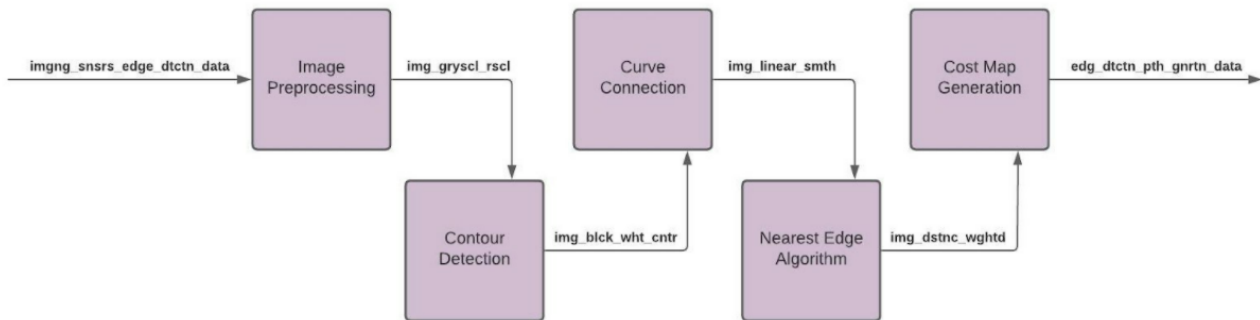 imgng_snsrs_edge_dtctn_data
Image
Preprocessing
img_gryscl_rscl
Contour
Detection
img_blck_wht_cntr
Curve
Connection
img_linear_smth
Nearest Edge
Algorithm
img_dstnc_wghtd
Cost Map
Generation
edg_dtctn_pth_gnrtn_data